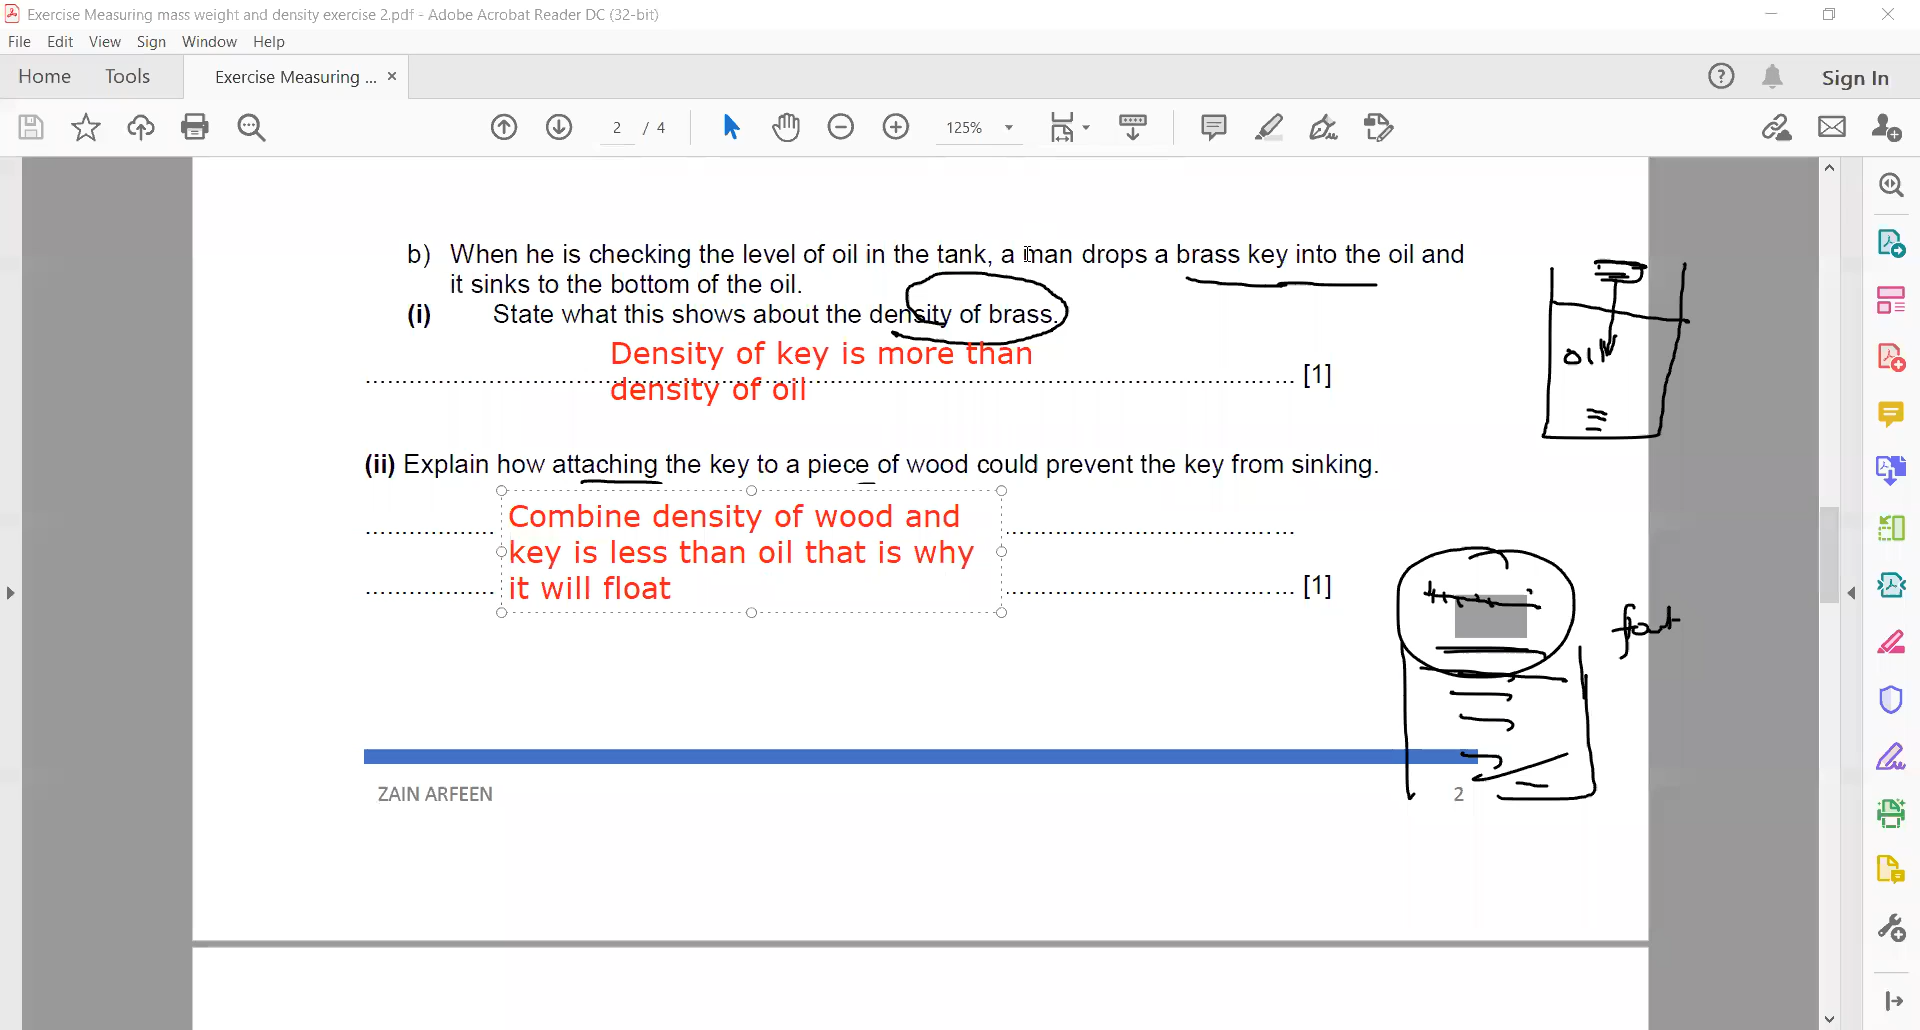 Exercise Measuring mass weight and density exercise 2.pdf - Adobe Acrobat Reader DC (32-bit)
File Edit View Sign Window Help
Home Tools Exercise Measuring ... × Sign In
2 / 4 125%
b) When he is checking the level of oil in the tank, a man drops a brass key into the oil and
it sinks to the bottom of the oil.
(i) State what this shows about the density of brass.
Density of key is more than
........................................................................................................................ [1]
density of oil
oil
(ii) Explain how attaching the key to a piece of wood could prevent the key from sinking.
Combine density of wood and
key is less than oil that is why
it will float
[1]
ZAIN ARFEEN 2